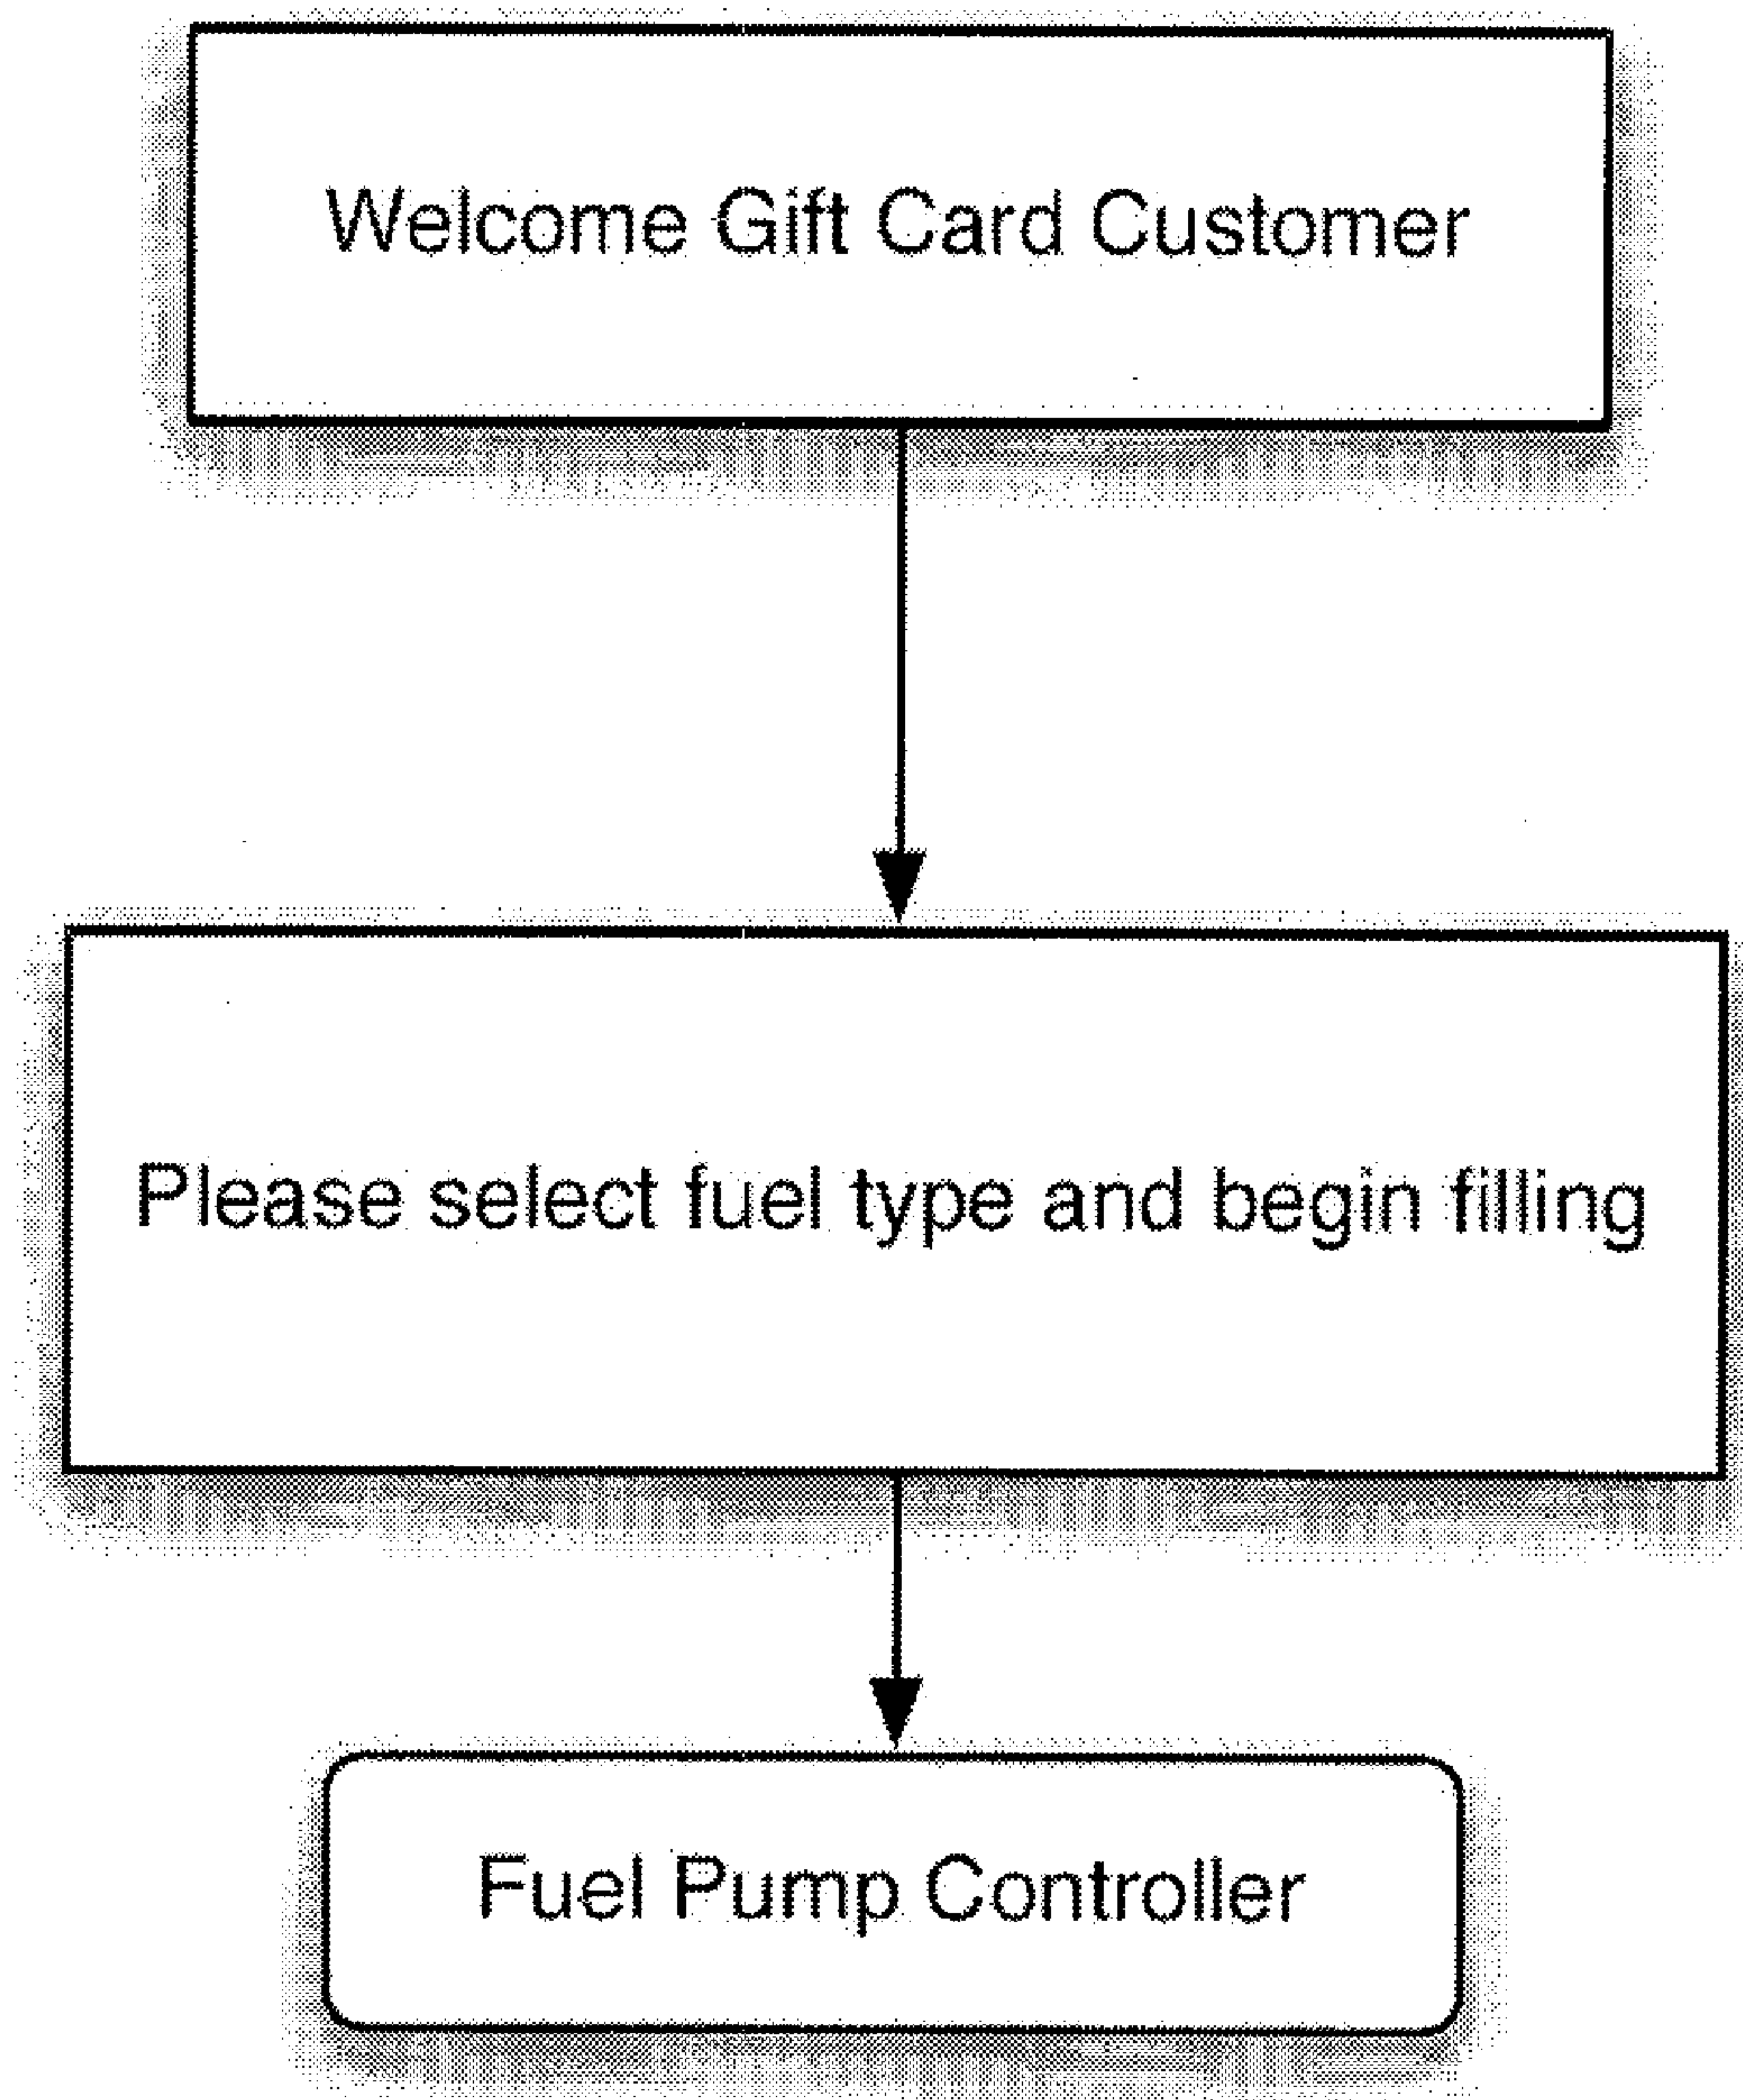 Welcome Gift Card Customer
Please select fuel type and begin filling
Fuel Pump Controller